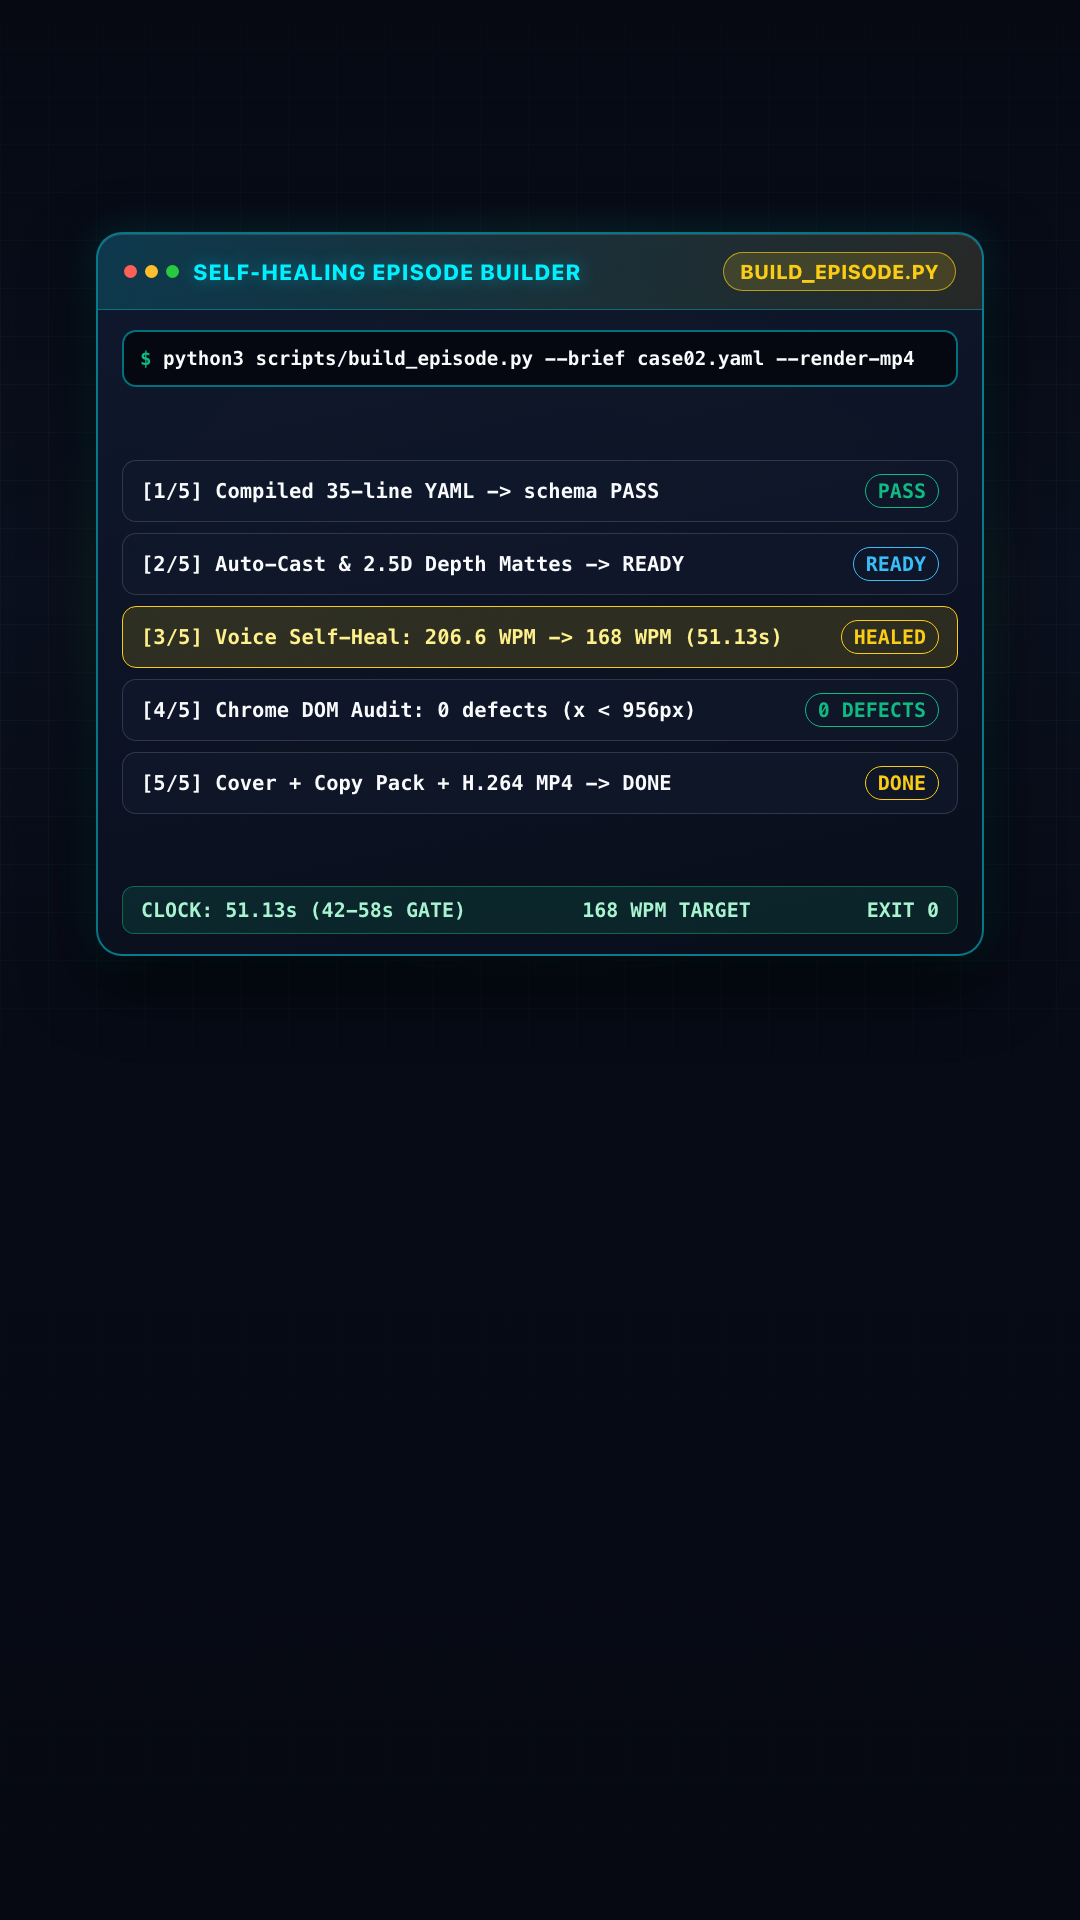 SELF-HEALING EPISODE BUILDER
BUILD_EPISODE.PY
$ python3 scripts/build_episode.py --brief case02.yaml --render-mp4
[1/5] Compiled 35-line YAML -> schema PASS PASS
[2/5] Auto-Cast & 2.5D Depth Mattes -> READY READY
[3/5] Voice Self-Heal: 206.6 WPM -> 168 WPM (51.13s) HEALED
[4/5] Chrome DOM Audit: 0 defects (x < 956px) 0 DEFECTS
[5/5] Cover + Copy Pack + H.264 MP4 -> DONE DONE
CLOCK: 51.13s (42-58s GATE) 168 WPM TARGET EXIT 0